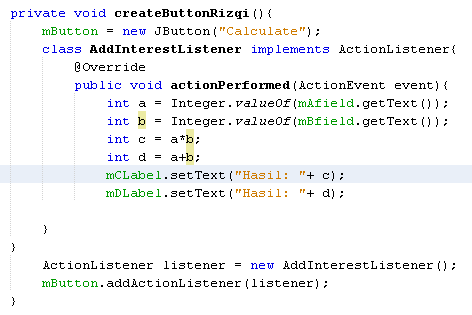 private void createButtonRizqi(){
    mButton = new JButton("Calculate");
    class AddInterestListener implements ActionListener{
        @Override
        public void actionPerformed(ActionEvent event){
            int a = Integer.valueOf(mAfield.getText());
            int b = Integer.valueOf(mBfield.getText());
            int c = a*b;
            int d = a+b;
            mCLabel.setText("Hasil: "+ c);
            mDLabel.setText("Hasil: "+ d);
        }
}
    ActionListener listener = new AddInterestListener();
    mButton.addActionListener(listener);
}